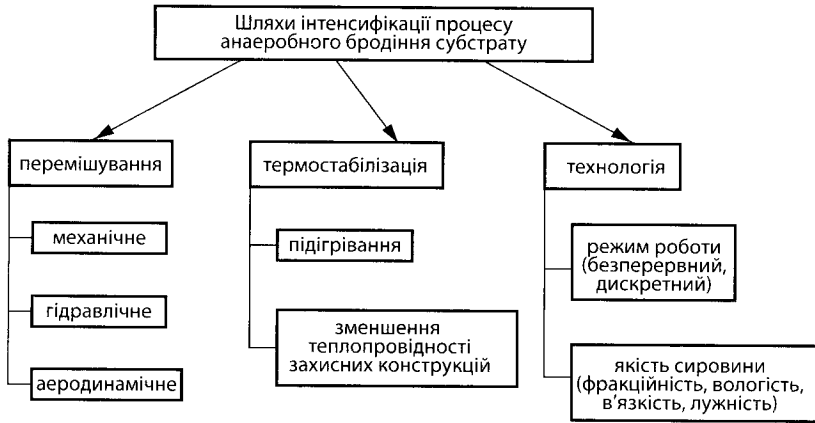 Шляхи інтенсифікації процесу
анаеробного бродіння субстрату
перемішування
механічне
гідравлічне
аеродинамічне
термостабілізація
підігрівання
зменшення
теплопровідності
захисних конструкцій
технологія
режим роботи
(безперервний,
дискретний)
якість сировини
(фракційність, вологість,
в'язкість, лужність)